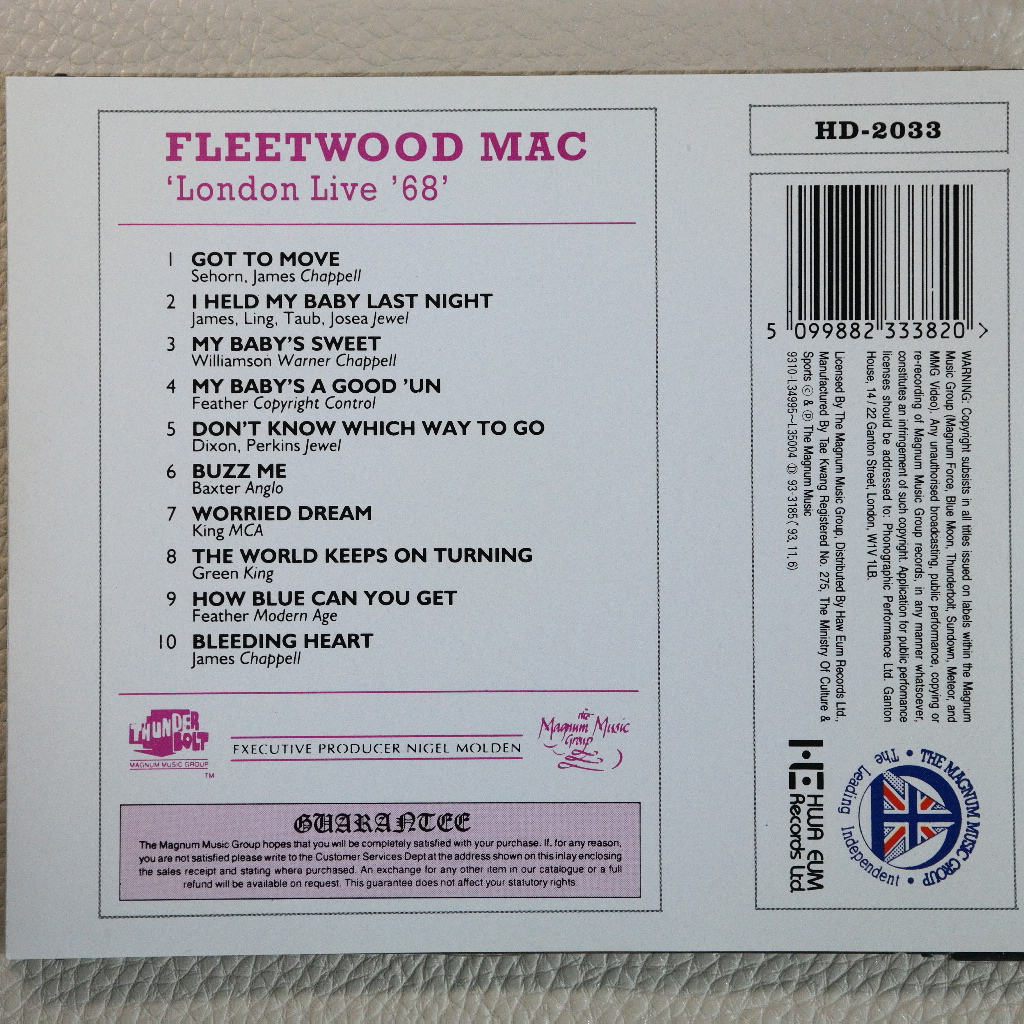 FLEETWOOD MAC
'London Live '68'
1 GOT TO MOVE
Sehorn, James Chappell
2 I HELD MY BABY LAST NIGHT
James, Ling, Taub, Josea Jewel
3 MY BABY'S SWEET
Williamson Warner Chappell
4 MY BABY'S A GOOD 'UN
Feather Copyright Control
5 DON'T KNOW WHICH WAY TO GO
Dixon, Perkins Jewel
6 BUZZ ME
Baxter Anglo
7 WORRIED DREAM
King MCA
8 THE WORLD KEEPS ON TURNING
Green King
9 HOW BLUE CAN YOU GET
Feather Modern Age
10 BLEEDING HEART
James Chappell
THUNDER
BOLT
MAGNUM MUSIC GROUP
TM
EXECUTIVE PRODUCER NIGEL MOLDEN
the
Magnum Music
Group
GUARANTEE
The Magnum Music Group hopes that you will be completely satisfied with your purchase. If, for any reason,
you are not satisfied please write to the Customer Services Dept at the address shown on this inlay enclosing
the sales receipt and stating where purchased. An exchange for any other item in our catalogue or a full
refund will be available on request. This guarantee does not affect your statutory rights
HD-2033
5 099882 333820 >
WARNING: Copyright subsists in all titles issued on labels within the Magnum
Music Group (Magnum Force, Blue Moon, Thunderbolt, Sundown, Meteor, and
MMG Video). Any unauthorised broadcasting, public performance, copying or
re-recording of Magnum Music Group records, in any manner whatsoever,
constitutes an infringement of such copyright. Application for public performance
licenses should be addressed to: Phonographic Performance Ltd. Ganton
House, 14 / 22 Ganton Street, London, W1V 1LB.
Licensed By The Magnum Music Group, Distributed By Haw Eum Records Ltd.,
Manufactured By Tae Kwang Registered No. 275, The Ministry Of Culture &
Sports © & ℗ The Magnum Music
9310-L34995~L35004 Ⓓ 93-3185 ('93, 11, 6)
HWA EUM
Records Ltd
THE MAGNUM MUSIC GROUP
• The Leading Independent •